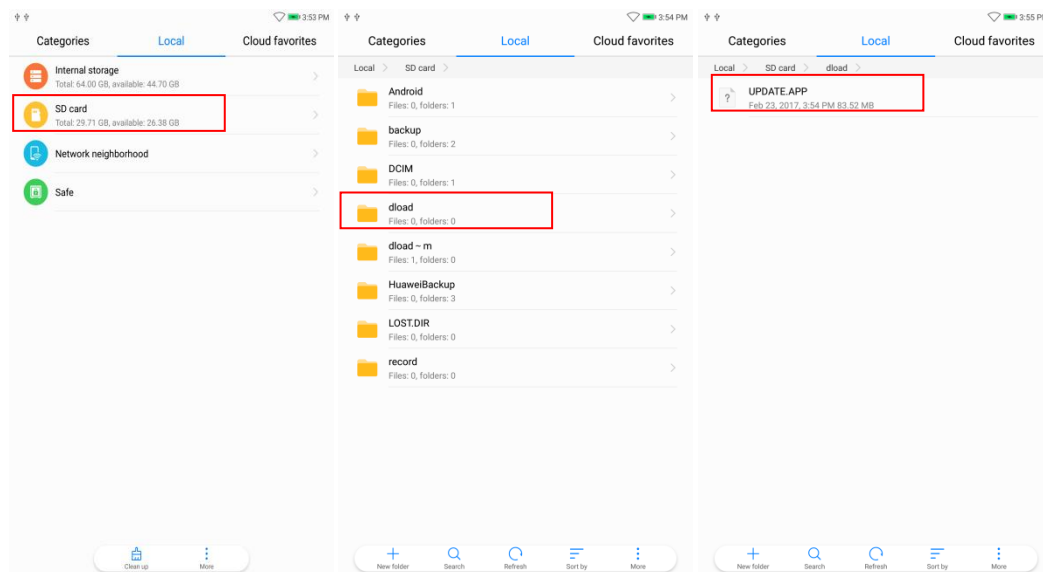 3:53 PM
Categories Local Cloud favorites
Internal storage
Total: 64.00 GB, available: 44.70 GB
SD card
Total: 29.71 GB, available: 26.38 GB
Network neighborhood
Safe
Clean up More
3:54 PM
Categories Local Cloud favorites
Local > SD card >
Android
Files: 0, folders: 1
backup
Files: 0, folders: 2
DCIM
Files: 0, folders: 1
dload
Files: 0, folders: 0
dload ~ m
Files: 1, folders: 0
HuaweiBackup
Files: 0, folders: 3
LOST.DIR
Files: 0, folders: 0
record
Files: 0, folders: 0
New folder Search Refresh Sort by More
3:55 P
Categories Local Cloud favorites
Local > SD card > dload >
?
UPDATE.APP
Feb 23, 2017, 3:54 PM 83.52 MB
New folder Search Refresh Sort by More